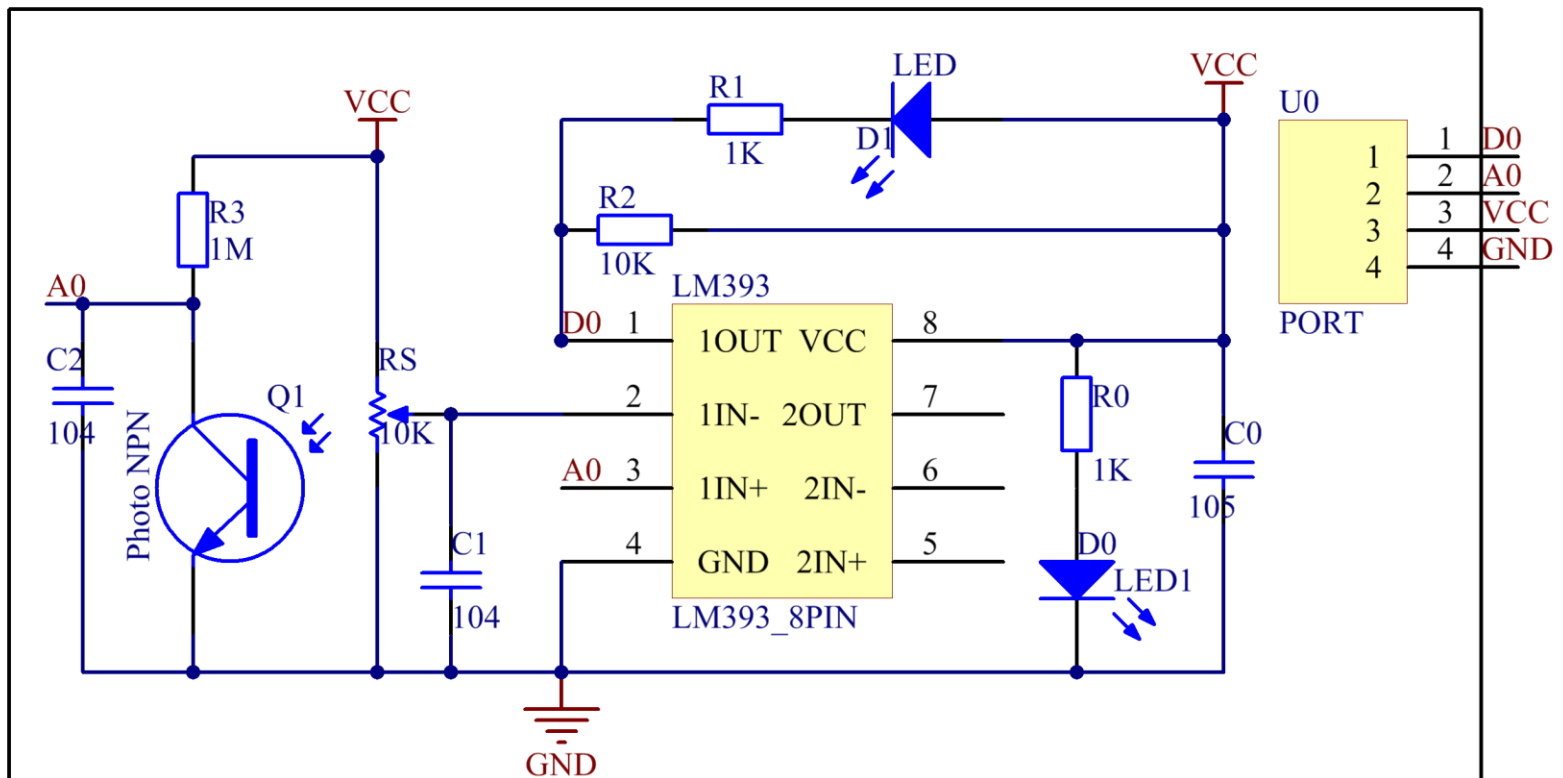 VCC
R3
1M
A0
C2
104
Photo NPN
Q1
RS
10K
C1
104
R1
1K
LED
D1
R2
10K
VCC
LM393
D0 1 1OUT VCC 8
2 1IN- 2OUT 7
A0 3 1IN+ 2IN- 6
4 GND 2IN+ 5
LM393_8PIN
R0
1K
D0
LED1
C0
105
GND
U0
1 1 D0
2 2 A0
3 3 VCC
4 4 GND
PORT